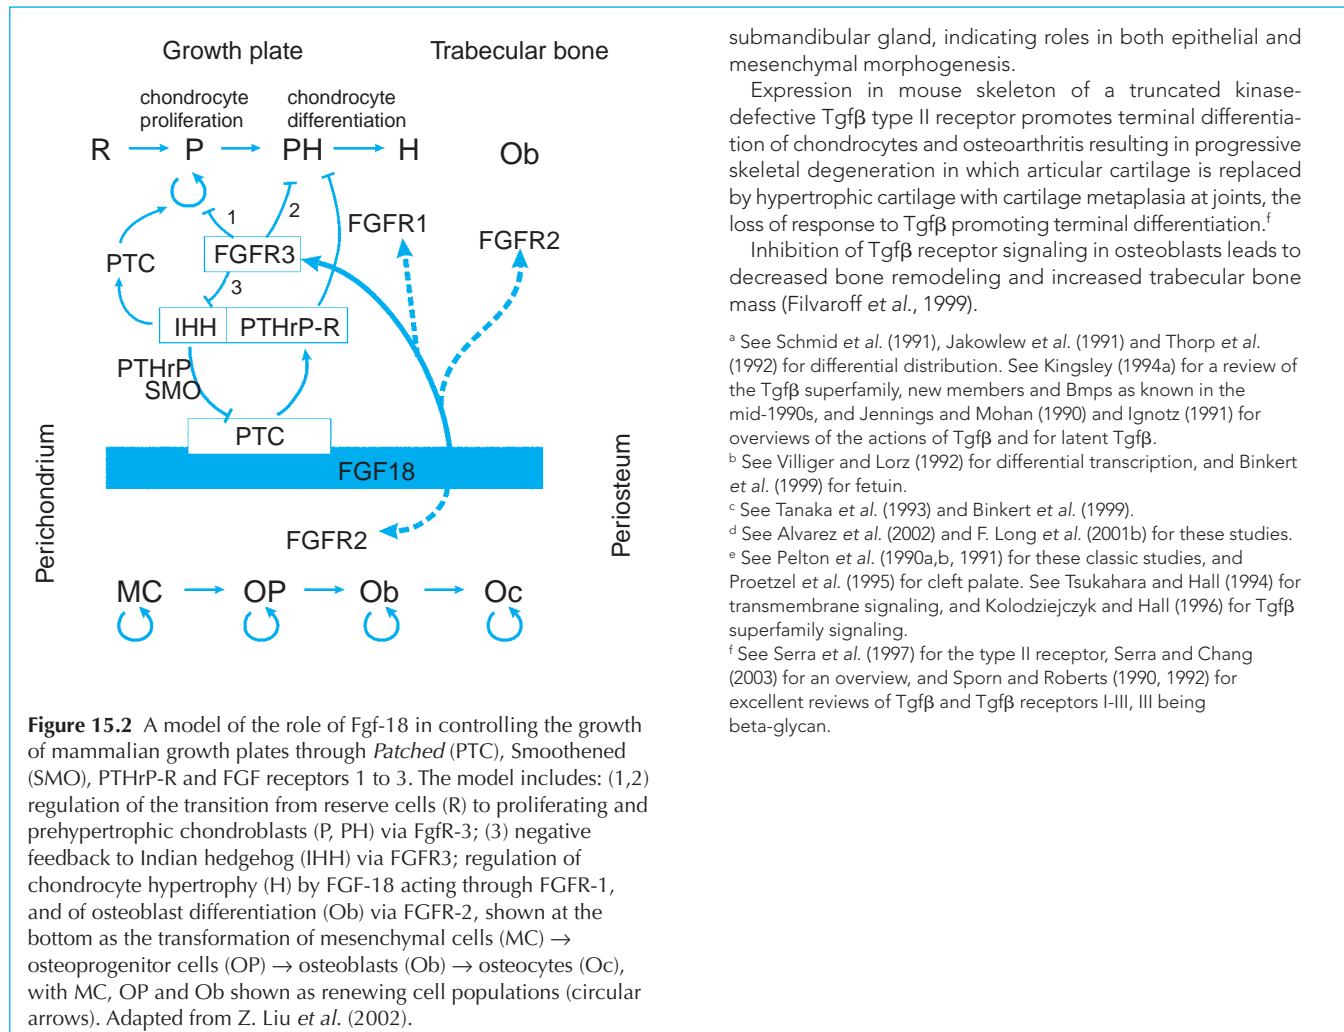 Growth plate
Trabecular bone
chondrocyte
proliferation
chondrocyte
differentiation
R
P
PH
H
Ob
1
2
FGFR1
FGFR2
PTC
FGFR3
3
IHH
PTHrP-R
PTHrP
SMO
PTC
FGF18
Perichondrium
Periosteum
FGFR2
MC
OP
Ob
Oc
Figure 15.2 A model of the role of Fgf-18 in controlling the growth
of mammalian growth plates through Patched (PTC), Smoothened
(SMO), PTHrP-R and FGF receptors 1 to 3. The model includes: (1,2)
regulation of the transition from reserve cells (R) to proliferating and
prehypertrophic chondroblasts (P, PH) via FgfR-3; (3) negative
feedback to Indian hedgehog (IHH) via FGFR3; regulation of
chondrocyte hypertrophy (H) by FGF-18 acting through FGFR-1,
and of osteoblast differentiation (Ob) via FGFR-2, shown at the
bottom as the transformation of mesenchymal cells (MC) →
osteoprogenitor cells (OP) → osteoblasts (Ob) → osteocytes (Oc),
with MC, OP and Ob shown as renewing cell populations (circular
arrows). Adapted from Z. Liu et al. (2002).
submandibular gland, indicating roles in both epithelial and
mesenchymal morphogenesis.
Expression in mouse skeleton of a truncated kinase-
defective Tgfβ type II receptor promotes terminal differentia-
tion of chondrocytes and osteoarthritis resulting in progressive
skeletal degeneration in which articular cartilage is replaced
by hypertrophic cartilage with cartilage metaplasia at joints, the
loss of response to Tgfβ promoting terminal differentiation.f
Inhibition of Tgfβ receptor signaling in osteoblasts leads to
decreased bone remodeling and increased trabecular bone
mass (Filvaroff et al., 1999).
a See Schmid et al. (1991), Jakowlew et al. (1991) and Thorp et al.
(1992) for differential distribution. See Kingsley (1994a) for a review of
the Tgfβ superfamily, new members and Bmps as known in the
mid-1990s, and Jennings and Mohan (1990) and Ignotz (1991) for
overviews of the actions of Tgfβ and for latent Tgfβ.
b See Villiger and Lorz (1992) for differential transcription, and Binkert
et al. (1999) for fetuin.
c See Tanaka et al. (1993) and Binkert et al. (1999).
d See Alvarez et al. (2002) and F. Long et al. (2001b) for these studies.
e See Pelton et al. (1990a,b, 1991) for these classic studies, and
Proetzel et al. (1995) for cleft palate. See Tsukahara and Hall (1994) for
transmembrane signaling, and Kolodziejczyk and Hall (1996) for Tgfβ
superfamily signaling.
f See Serra et al. (1997) for the type II receptor, Serra and Chang
(2003) for an overview, and Sporn and Roberts (1990, 1992) for
excellent reviews of Tgfβ and Tgfβ receptors I-III, III being
beta-glycan.